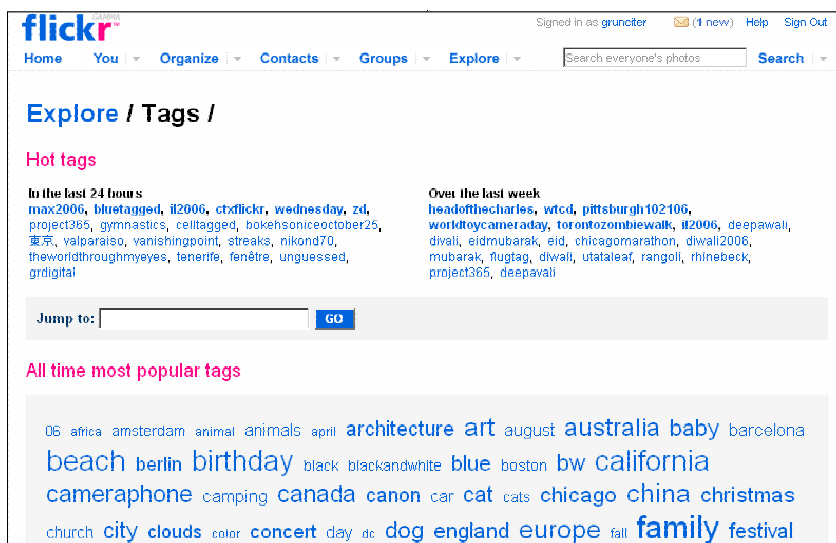 flickr GAMMA ™
Signed in as grunciter (1 new) Help Sign Out
Home You Organize Contacts Groups Explore Search everyone's photos Search
Explore / Tags /
Hot tags
In the last 24 hours
max2006, bluetagged, il2006, ctxflickr, wednesday, zd,
project365, gymnastics, celltagged, bokehsoniceoctober25,
東京, valparaiso, vanishingpoint, streaks, nikond70,
theworldthroughmyeyes, tenerife, fenêtre, unguessed,
grdigital
Over the last week
headofthecharles, wtcd, pittsburgh102106,
worldtoycameraday, torontozombiewalk, il2006, deepawali,
divali, eidmubarak, eid, chicagomarathon, diwali2006,
mubarak, flugtag, diwali, utataleaf, rangoli, rhinebeck,
project365, deepavali
Jump to: GO
All time most popular tags
06 africa amsterdam animal animals april architecture art august australia baby barcelona
beach berlin birthday black blackandwhite blue boston bw california
cameraphone camping canada canon car cat cats chicago china christmas
church city clouds color concert day dc dog england europe fall family festival